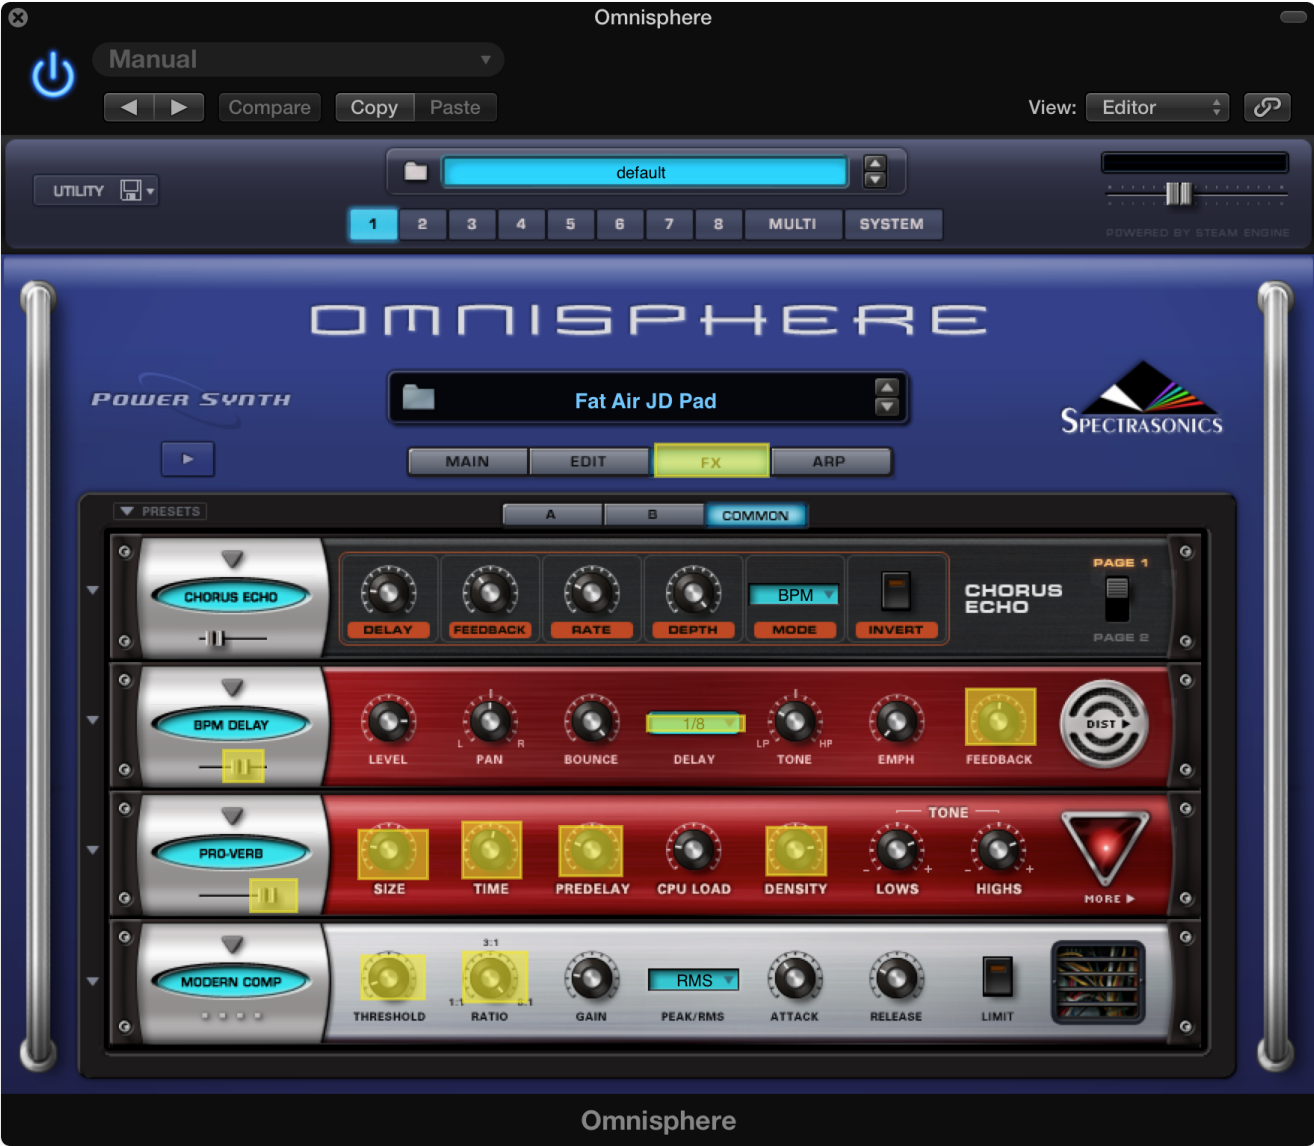 Omnisphere
Manual
Compare Copy Paste View: Editor
UTILITY default
1 2 3 4 5 6 7 8 MULTI SYSTEM
POWERED BY STEAM ENGINE
OMNISPHERE
POWER SYNTH Fat Air JD Pad SPECTRASONICS
MAIN EDIT FX ARP
PRESETS A B COMMON
CHORUS ECHO BPM
DELAY FEEDBACK RATE DEPTH MODE INVERT
CHORUS
ECHO
PAGE 1
PAGE 2
BPM DELAY 1/8 DIST
L R LP HP
LEVEL PAN BOUNCE DELAY TONE EMPH FEEDBACK
TONE
PRO-VERB
- + - +
SIZE TIME PREDELAY CPU LOAD DENSITY LOWS HIGHS
MORE
3:1
MODERN COMP RMS
1:1 6:1
THRESHOLD RATIO GAIN PEAK/RMS ATTACK RELEASE LIMIT
Omnisphere